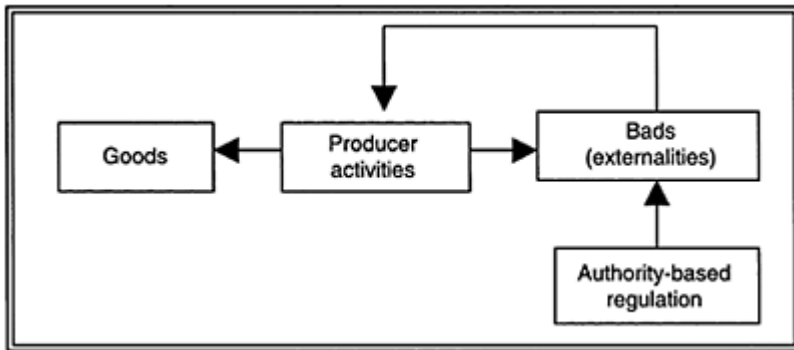 Goods
Producer
activities
Bads
(externalities)
Authority-based
regulation